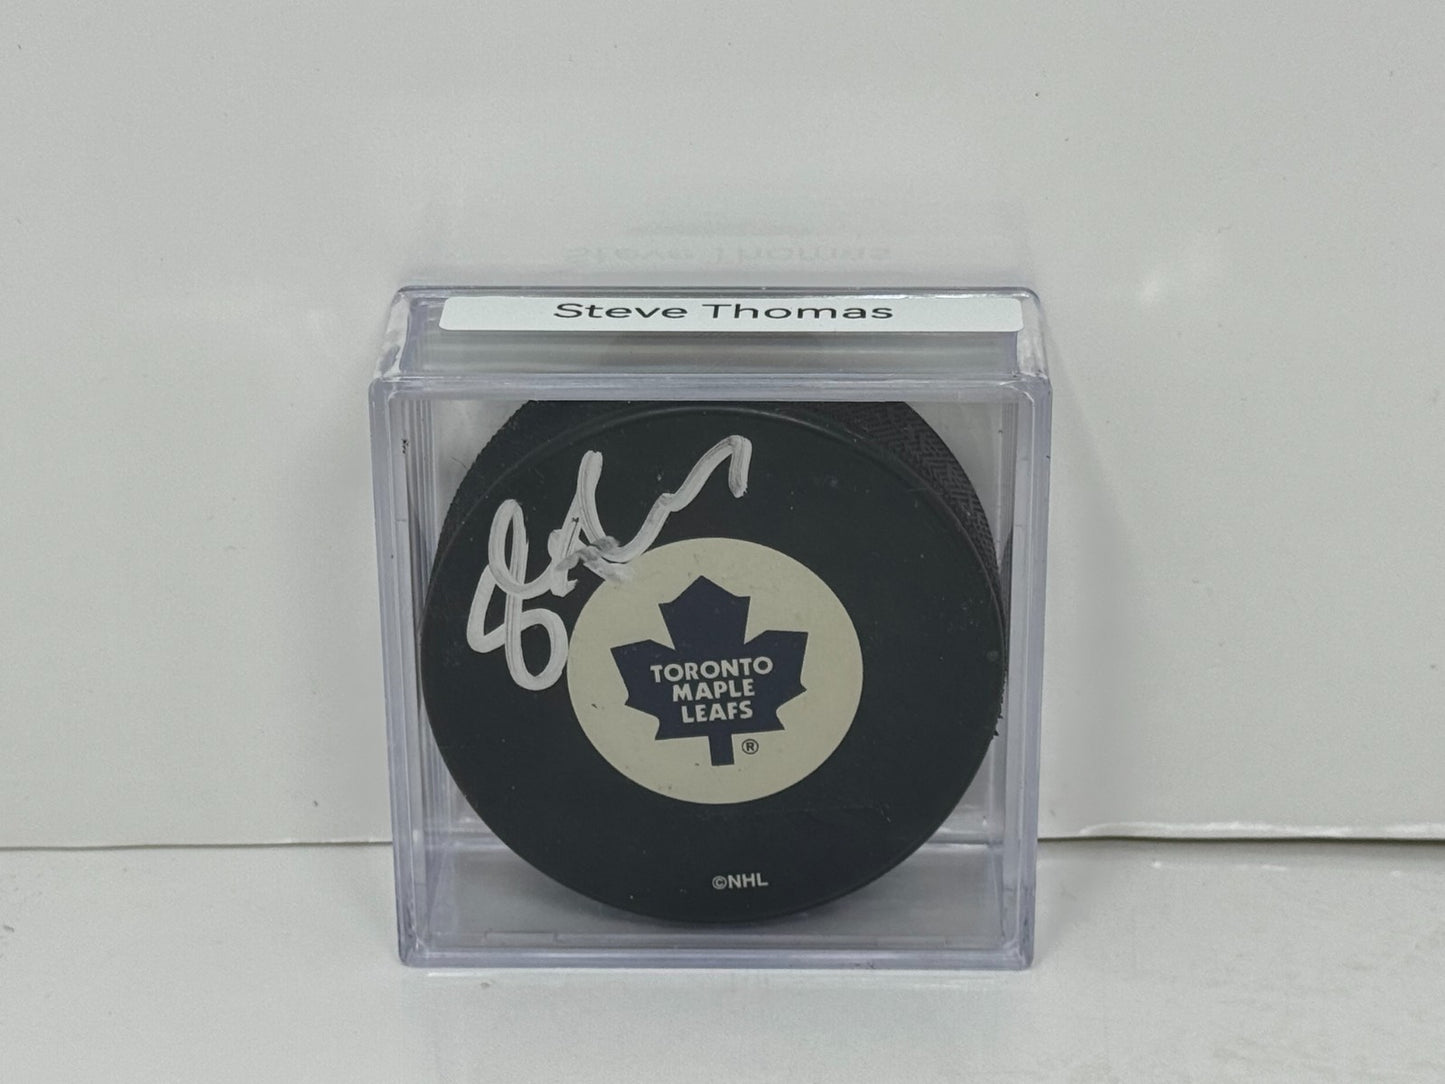 Steve Thomas
TORONTO
MAPLE
LEAFS
®
©NHL